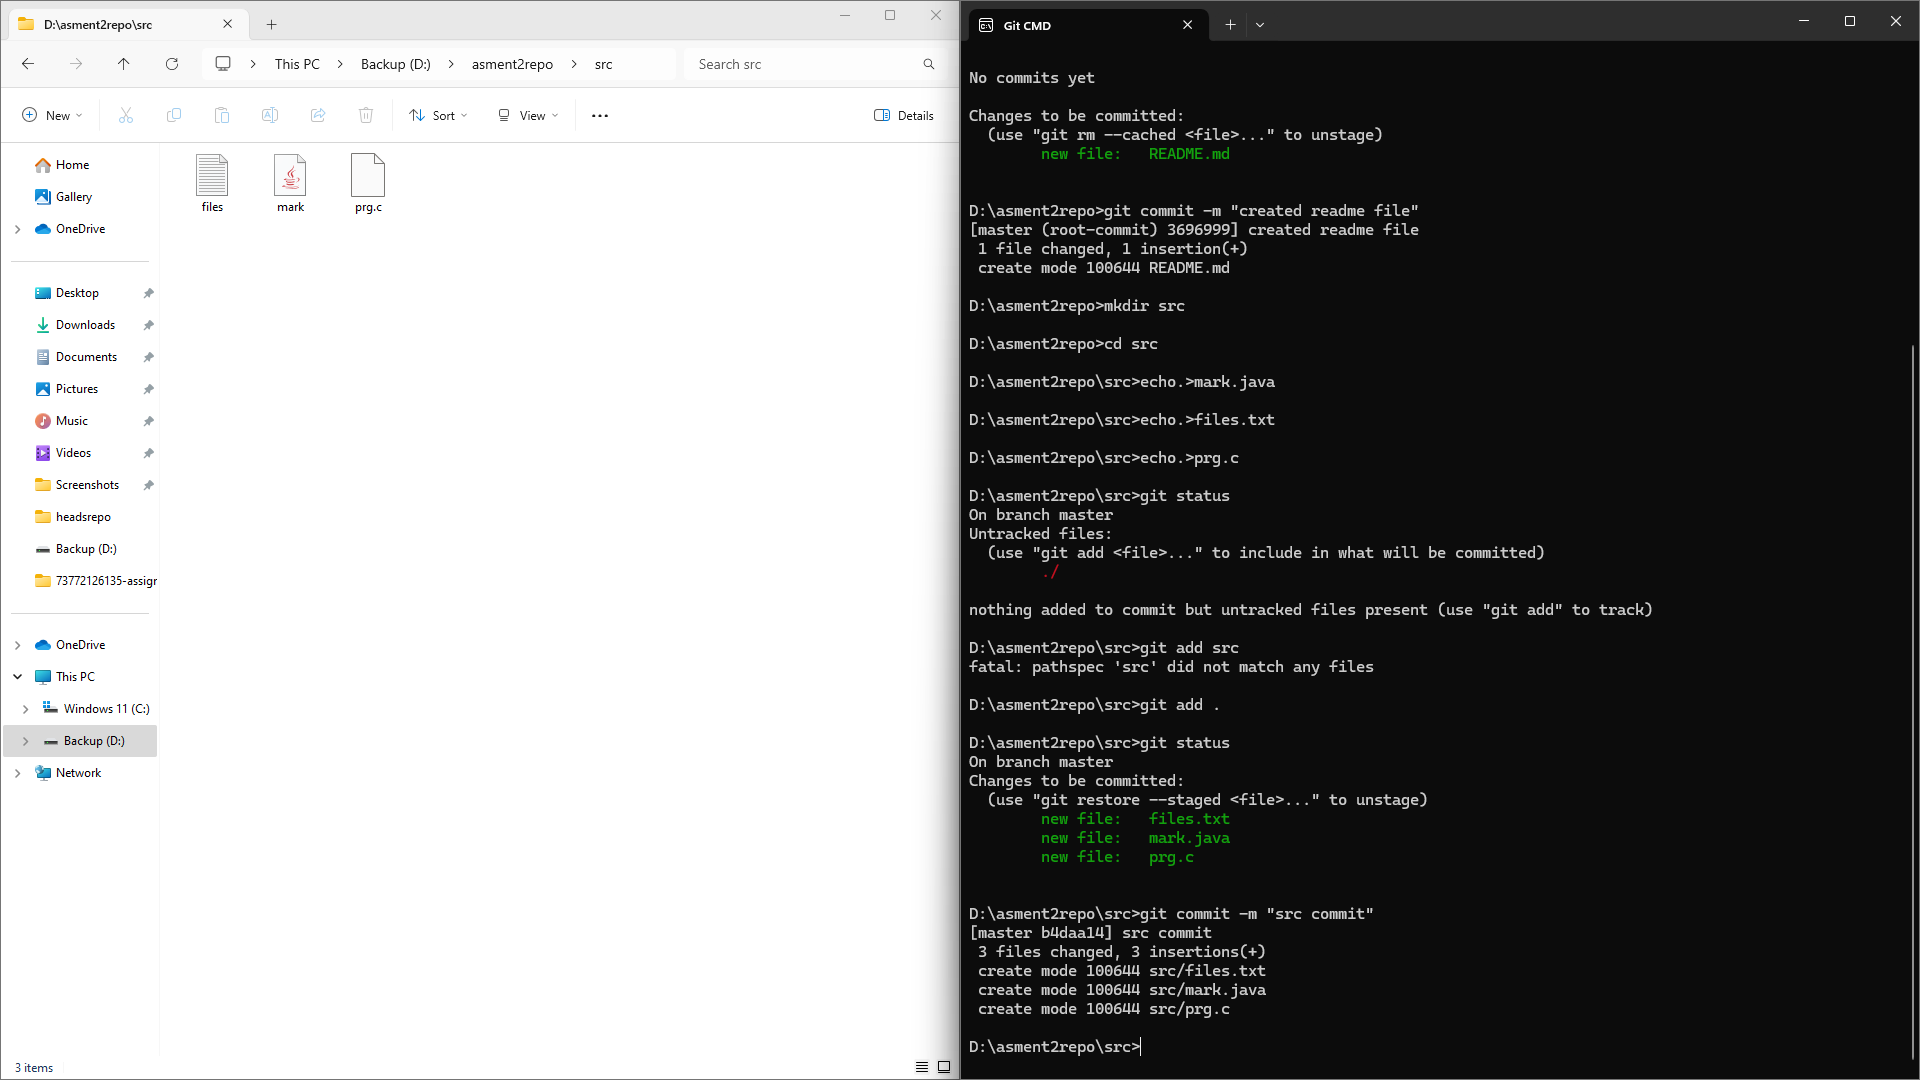 D:\asment2repo\src
This PC
Backup (D:)
asment2repo
src
Search src
New
Sort
View
Details
Home
Gallery
OneDrive
Desktop
Downloads
Documents
Pictures
Music
Videos
Screenshots
headsrepo
Backup (D:)
73772126135-assigr
OneDrive
This PC
Windows 11 (C:)
Backup (D:)
Network
files
mark
prg.c
3 items
Git CMD
No commits yet
Changes to be committed:
(use "git rm --cached <file>..." to unstage)
new file:   README.md
D:\asment2repo>git commit -m "created readme file"
[master (root-commit) 3696999] created readme file
1 file changed, 1 insertion(+)
create mode 100644 README.md
D:\asment2repo>mkdir src
D:\asment2repo>cd src
D:\asment2repo\src>echo.>mark.java
D:\asment2repo\src>echo.>files.txt
D:\asment2repo\src>echo.>prg.c
D:\asment2repo\src>git status
On branch master
Untracked files:
(use "git add <file>..." to include in what will be committed)
./
nothing added to commit but untracked files present (use "git add" to track)
D:\asment2repo\src>git add src
fatal: pathspec 'src' did not match any files
D:\asment2repo\src>git add .
D:\asment2repo\src>git status
On branch master
Changes to be committed:
(use "git restore --staged <file>..." to unstage)
new file:   files.txt
new file:   mark.java
new file:   prg.c
D:\asment2repo\src>git commit -m "src commit"
[master b4daa14] src commit
3 files changed, 3 insertions(+)
create mode 100644 src/files.txt
create mode 100644 src/mark.java
create mode 100644 src/prg.c
D:\asment2repo\src>